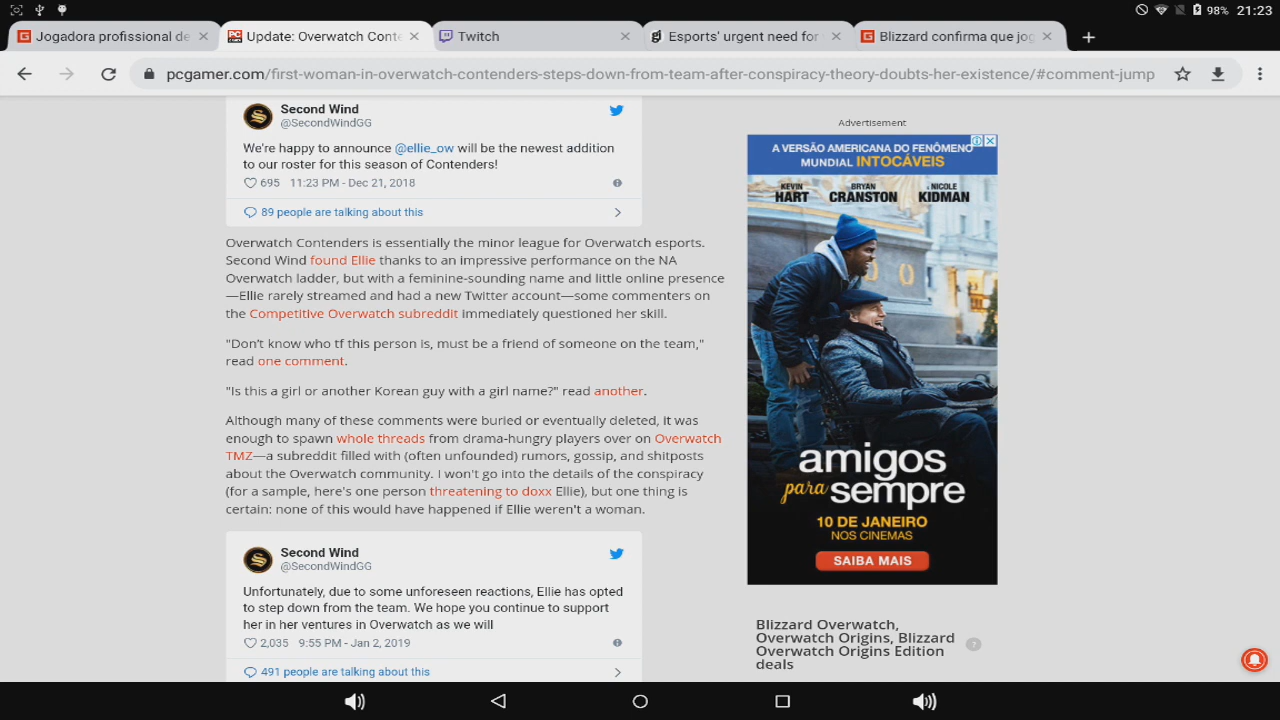 98% 21:23
Jogadora profissional de
Update: Overwatch Conte
Twitch
Esports' urgent need for
Blizzard confirma que jog
pcgamer.com/first-woman-in-overwatch-contenders-steps-down-from-team-after-conspiracy-theory-doubts-her-existence/#comment-jump
Second Wind
@SecondWindGG
We're happy to announce @ellie_ow will be the newest addition
to our roster for this season of Contenders!
695 11:23 PM - Dec 21, 2018
89 people are talking about this
Overwatch Contenders is essentially the minor league for Overwatch esports.
Second Wind found Ellie thanks to an impressive performance on the NA
Overwatch ladder, but with a feminine-sounding name and little online presence
—Ellie rarely streamed and had a new Twitter account—some commenters on
the Competitive Overwatch subreddit immediately questioned her skill.
"Don't know who tf this person is, must be a friend of someone on the team,"
read one comment.
"Is this a girl or another Korean guy with a girl name?" read another.
Although many of these comments were buried or eventually deleted, it was
enough to spawn whole threads from drama-hungry players over on Overwatch
TMZ—a subreddit filled with (often unfounded) rumors, gossip, and shitposts
about the Overwatch community. I won't go into the details of the conspiracy
(for a sample, here's one person threatening to doxx Ellie), but one thing is
certain: none of this would have happened if Ellie weren't a woman.
Second Wind
@SecondWindGG
Unfortunately, due to some unforeseen reactions, Ellie has opted
to step down from the team. We hope you continue to support
her in her ventures in Overwatch as we will
2,035 9:55 PM - Jan 2, 2019
491 people are talking about this
Advertisement
A VERSÃO AMERICANA DO FENÔMENO
MUNDIAL INTOCÁVEIS
KEVIN HART BRYAN CRANSTON NICOLE KIDMAN
amigos
para sempre
10 DE JANEIRO
NOS CINEMAS
SAIBA MAIS
Blizzard Overwatch,
Overwatch Origins, Blizzard
Overwatch Origins Edition
deals